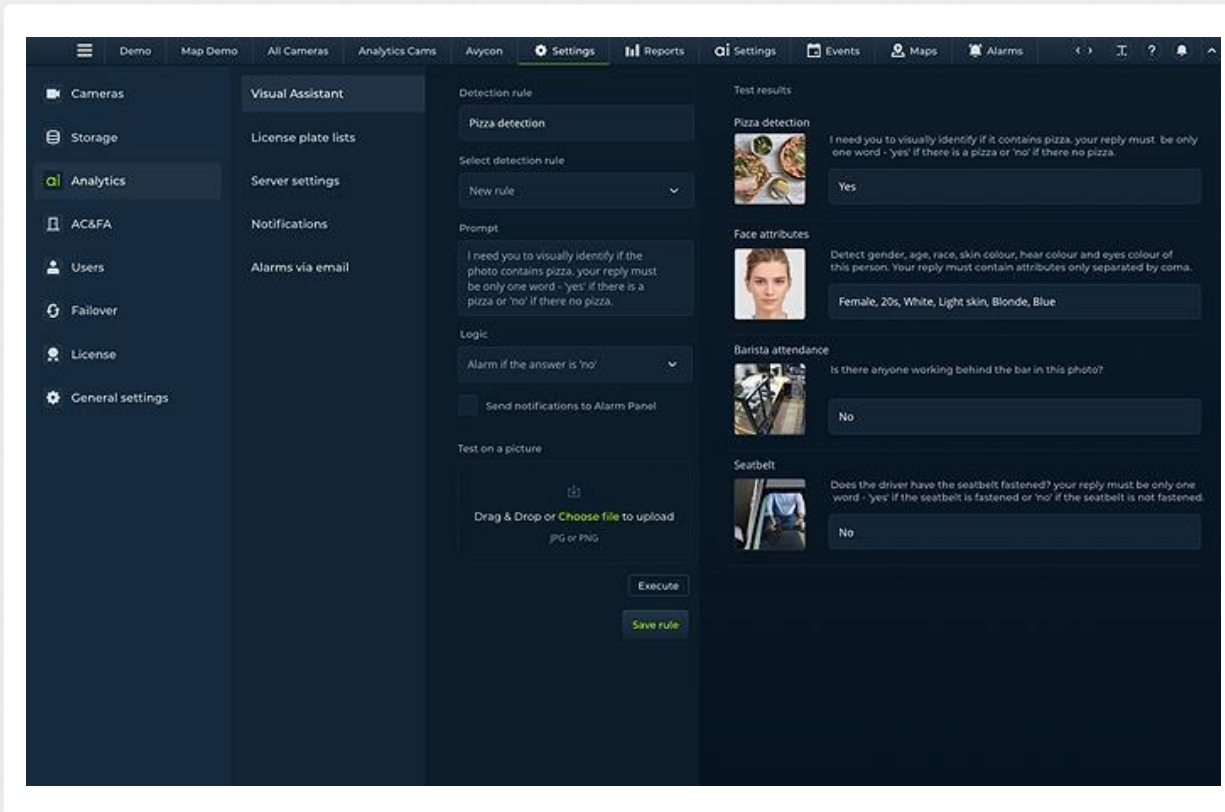 Demo Map Demo All Cameras Analytics Cams Avycon Settings Reports ai Settings Events Maps Alarms
Cameras
Storage
ai Analytics
AC&FA
Users
Failover
License
General settings
Visual Assistant
License plate lists
Server settings
Notifications
Alarms via email
Detection rule
Pizza detection
Select detection rule
New rule
Prompt
I need you to visually identify if the
photo contains pizza. your reply must
be only one word - 'yes' if there is a
pizza or 'no' if there no pizza.
Logic
Alarm if the answer is 'no'
Send notifications to Alarm Panel
Test on a picture
Drag & Drop or Choose file to upload
JPG or PNG
Execute
Save rule
Test results
Pizza detection
I need you to visually identify if it contains pizza. your reply must be only
one word - 'yes' if there is a pizza or 'no' if there no pizza.
Yes
Face attributes
Detect gender, age, race, skin colour, hear colour and eyes colour of
this person. Your reply must contain attributes only separated by coma.
Female, 20s, White, Light skin, Blonde, Blue
Barista attendance
Is there anyone working behind the bar in this photo?
No
Seatbelt
Does the driver have the seatbelt fastened? your reply must be only one
word - 'yes' if the seatbelt is fastened or 'no' if the seatbelt is not fastened.
No